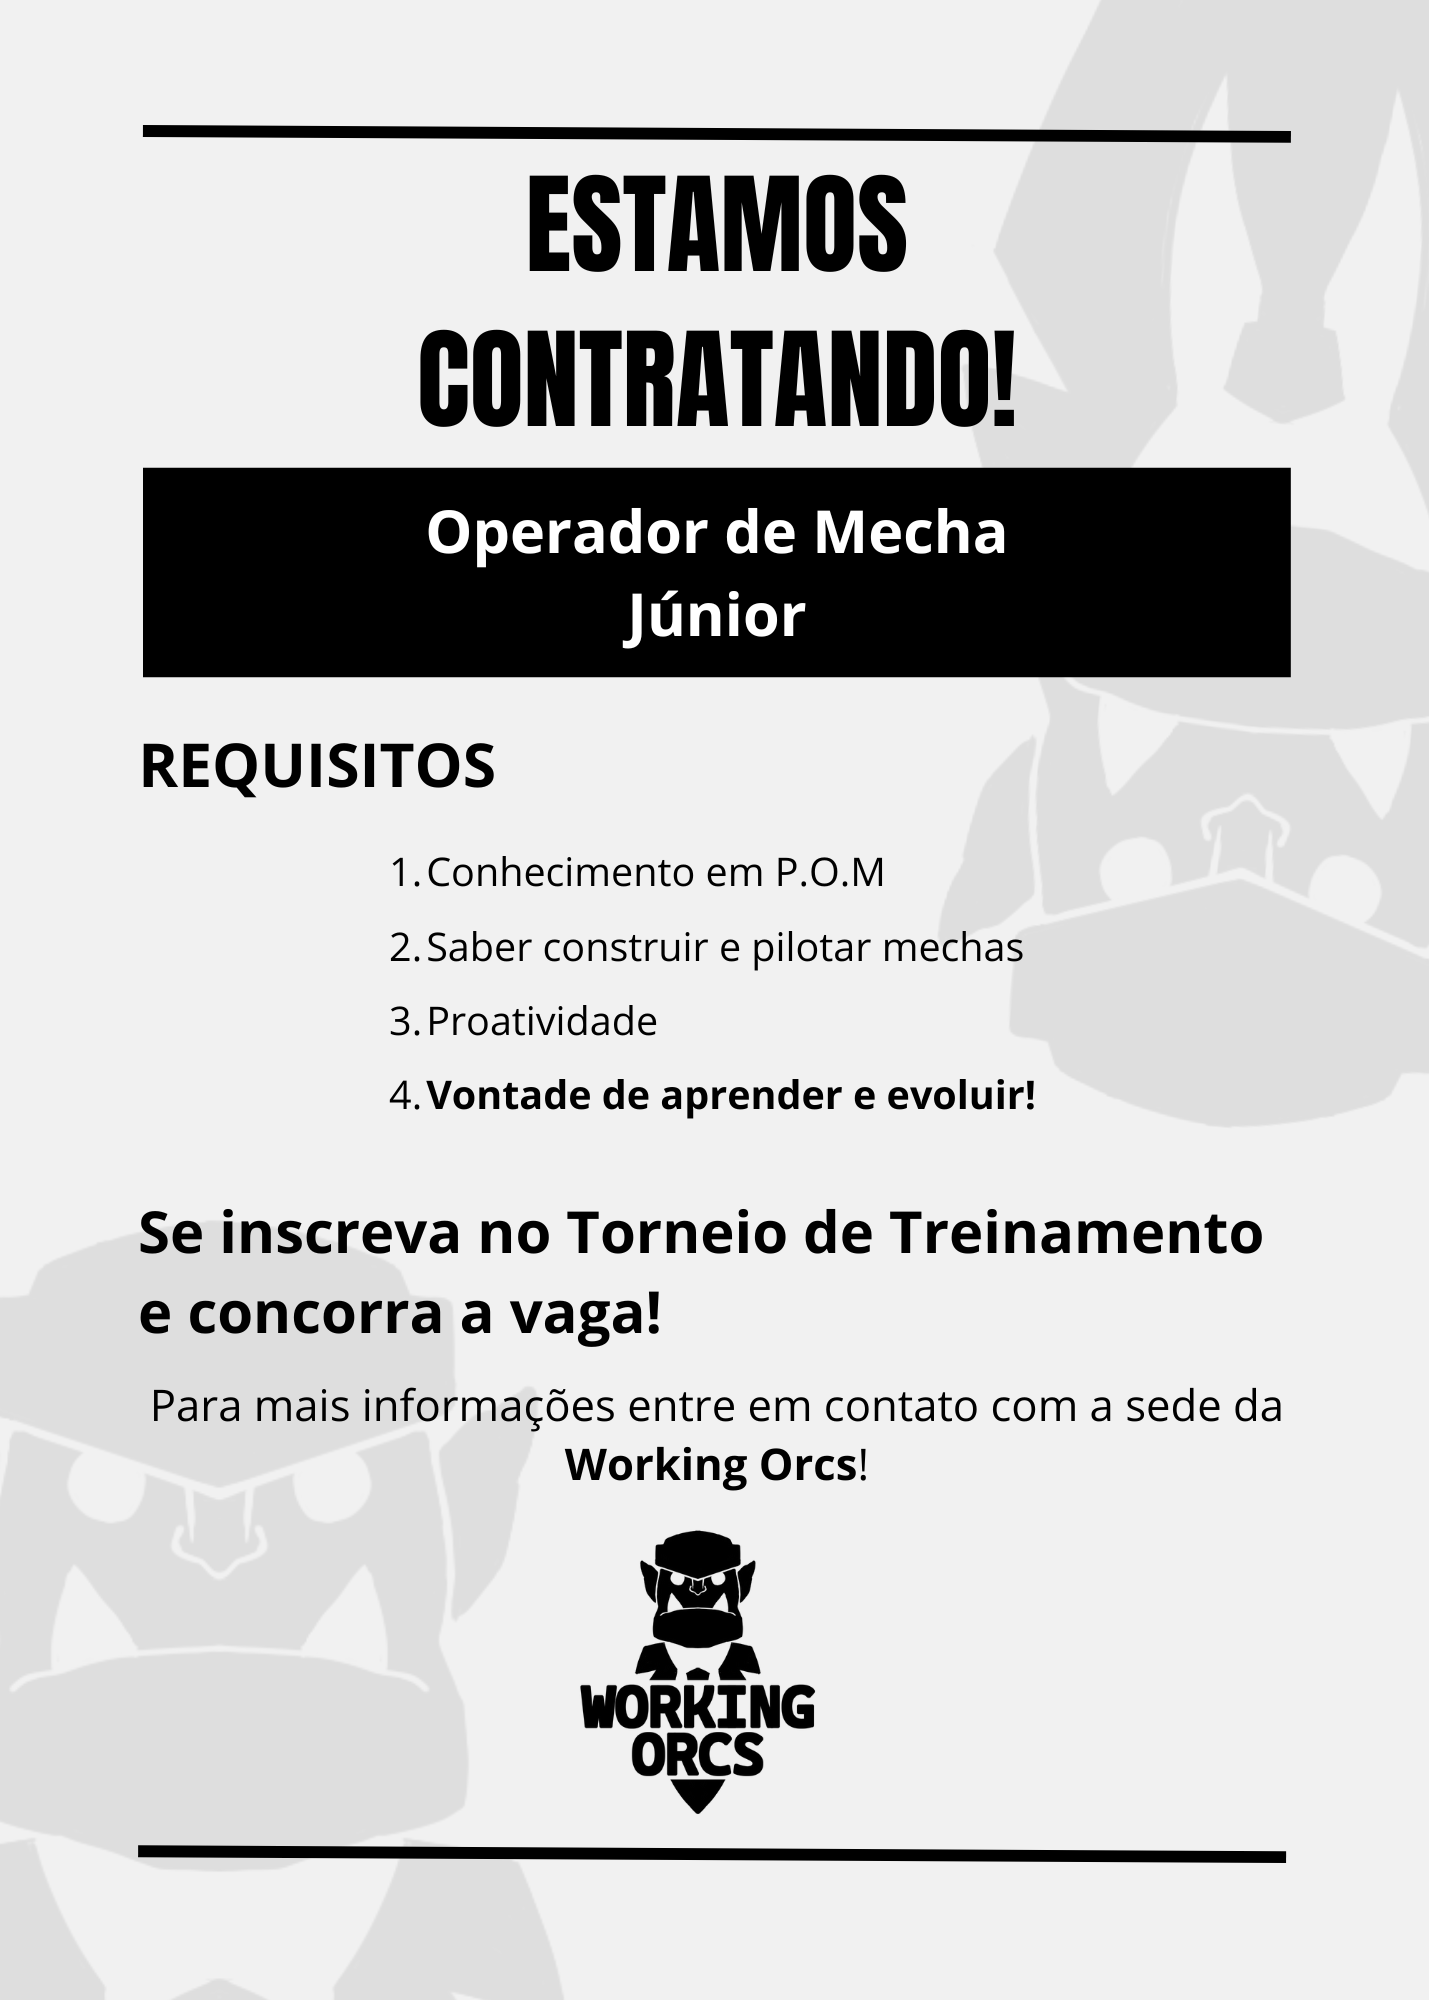 ESTAMOS
CONTRATANDO!
Operador de Mecha
Júnior
REQUISITOS
1. Conhecimento em P.O.M
2. Saber construir e pilotar mechas
3. Proatividade
4. Vontade de aprender e evoluir!
Se inscreva no Torneio de Treinamento
e concorra a vaga!
Para mais informações entre em contato com a sede da
Working Orcs!
WORKING
ORCS